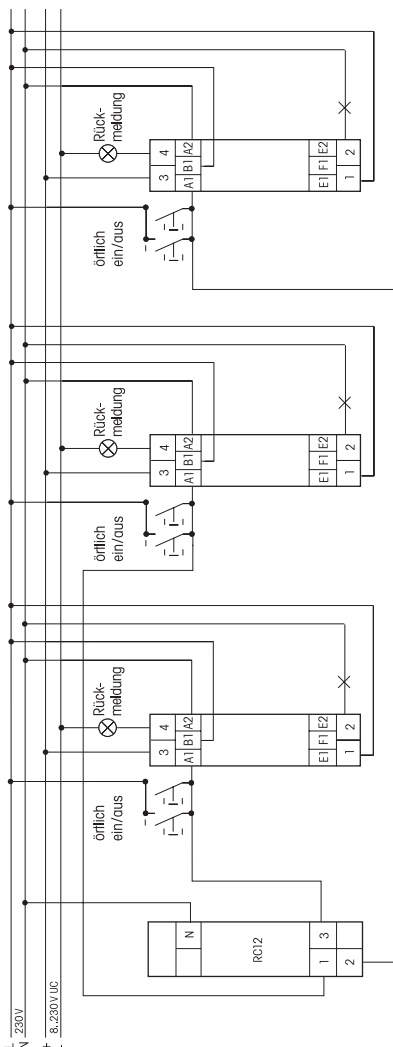 L
230V
N
+
8..230V UC
-
örtlich
ein/aus
Rück-
meldung
örtlich
ein/aus
Rück-
meldung
örtlich
ein/aus
Rück-
meldung
N
RC12
1 3
2
3 4
A1 B1 A2
E1 F1 E2
1 2
3 4
A1 B1 A2
E1 F1 E2
1 2
3 4
A1 B1 A2
E1 F1 E2
1 2